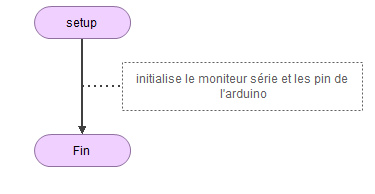 setup
initialise le moniteur série et les pin de
l'arduino
Fin